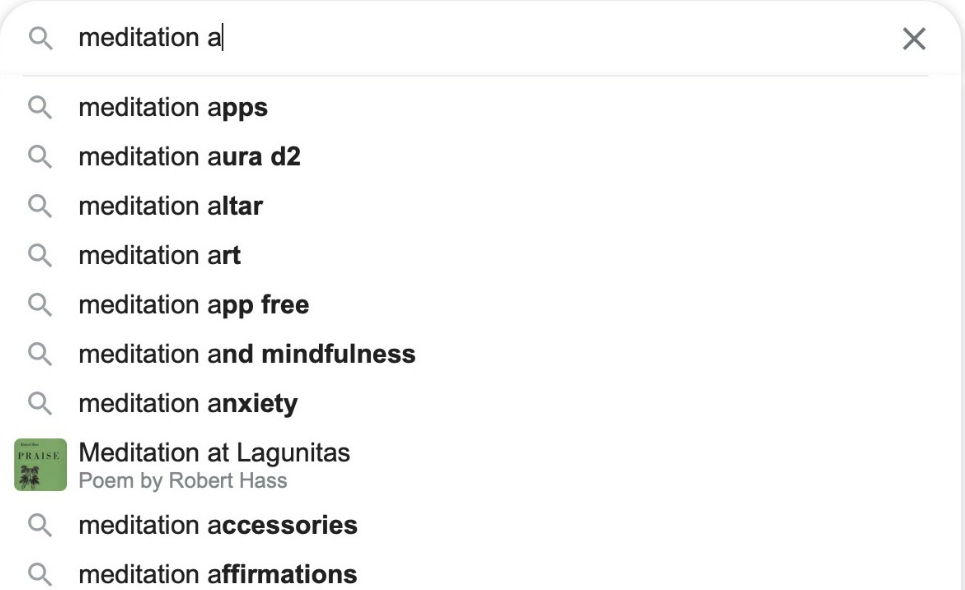 meditation a
meditation apps
meditation aura d2
meditation altar
meditation art
meditation app free
meditation and mindfulness
meditation anxiety
PRAISE
Meditation at Lagunitas
Poem by Robert Hass
meditation accessories
meditation affirmations